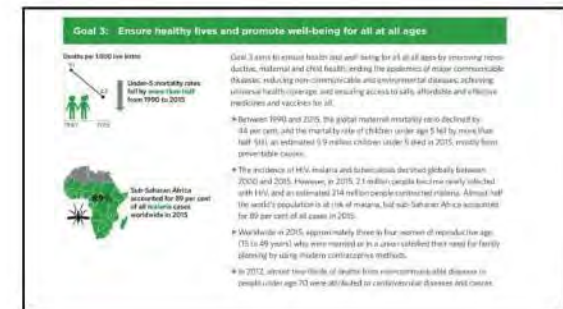 Goal 3: Ensure healthy lives and promote well-being for all at all ages
Deaths per 1,000 live births
Under-5 mortality rates
fell by more than half
from 1990 to 2015
1990
Sub-Saharan Africa
accounted for 89 per cent
of all malaria cases
worldwide in 2015
Goal 3 aims to ensure health and well-being for all at all ages by improving repro-
ductive, maternal and child health; ending the epidemics of major communicable
diseases; reducing non-communicable and environmental diseases; achieving
universal health coverage; and ensuring access to safe, affordable and effective
medicines and vaccines for all.
Between 1990 and 2015, the global maternal mortality ratio declined by
44 per cent, and the mortality rate of children under age 5 fell by more than
half. Still, an estimated 5.9 million children under 5 died in 2015, mostly from
preventable causes.
The incidence of HIV, malaria and tuberculosis declined globally between
2000 and 2015. However, in 2015, 2.1 million people became newly infected
with HIV, and an estimated 214 million people contracted malaria. Almost half
the world's population is at risk of malaria, but sub-Saharan Africa accounted
for 89 per cent of all cases in 2015.
Worldwide in 2015, approximately three in four women of reproductive age
(15 to 49 years) who were married or in a union satisfied their need for family
planning by using modern contraceptive methods.
In 2012, almost two thirds of deaths from noncommunicable diseases in
people under age 70 were attributed to cardiovascular diseases and cancer.